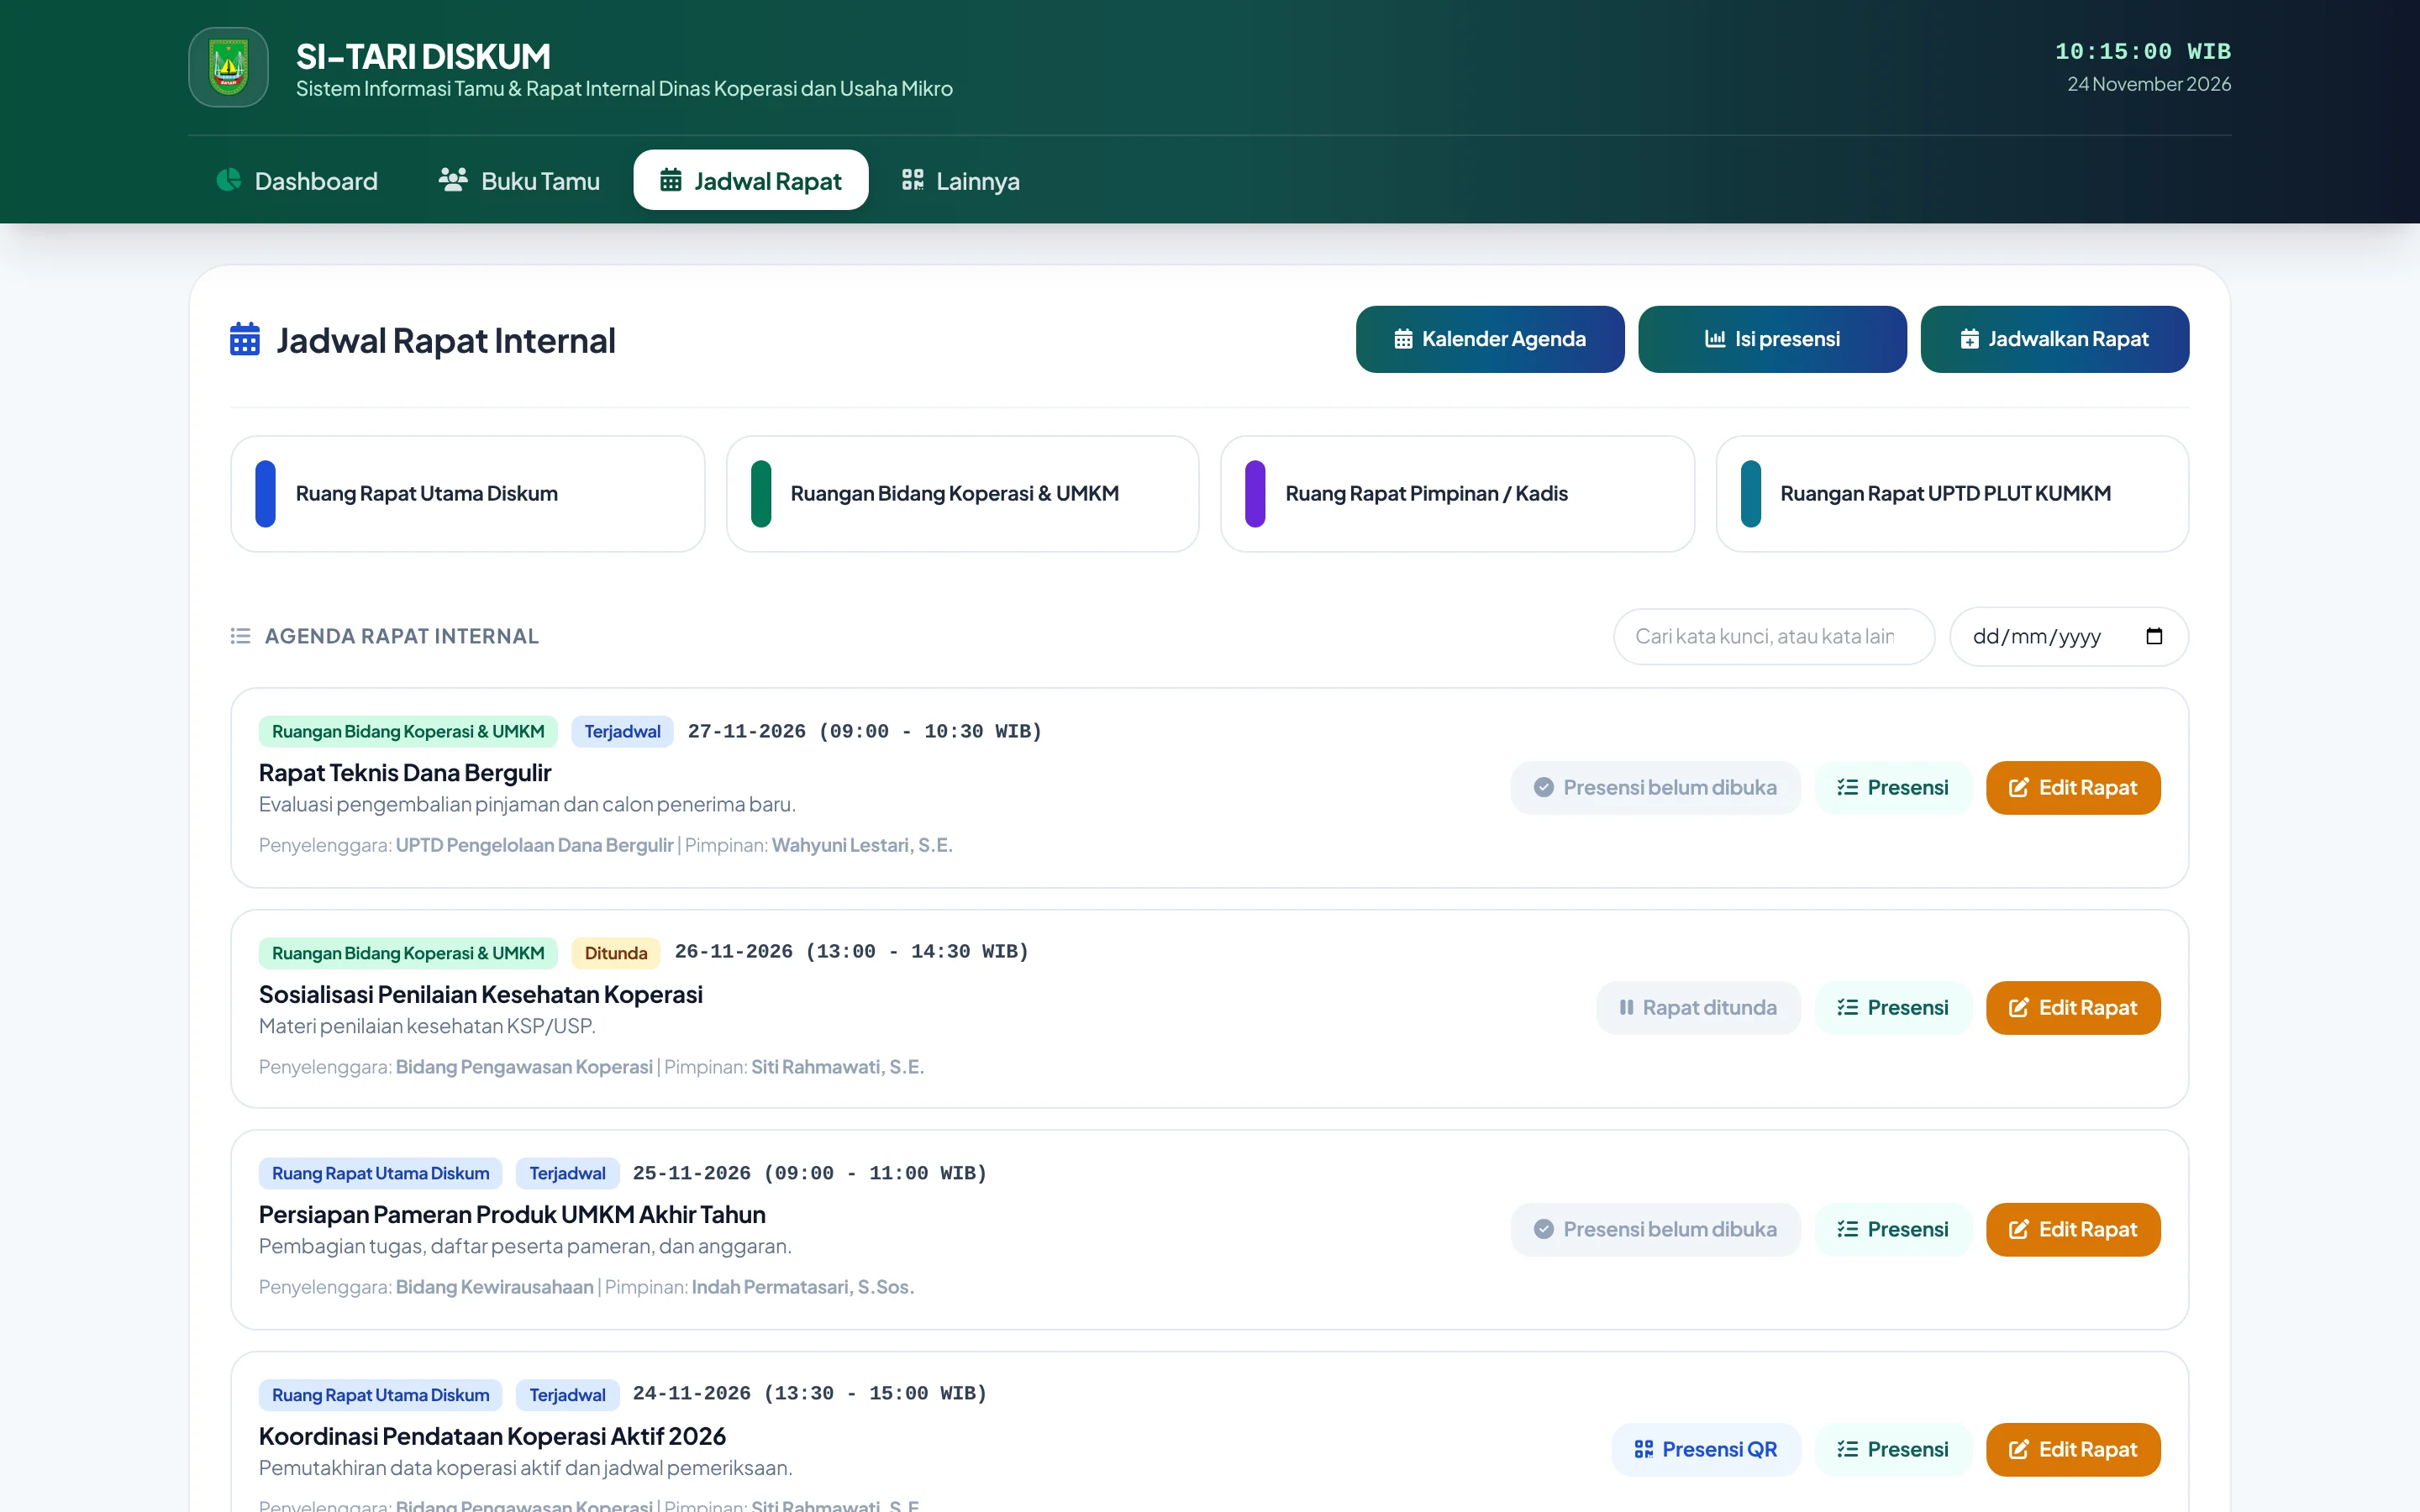 SI-TARI DISKUM
Sistem Informasi Tamu & Rapat Internal Dinas Koperasi dan Usaha Mikro
10:15:00 WIB
24 November 2026
Dashboard
Buku Tamu
Jadwal Rapat
Lainnya
Jadwal Rapat Internal
Kalender Agenda
Isi presensi
Jadwalkan Rapat
Ruang Rapat Utama Diskum
Ruangan Bidang Koperasi & UMKM
Ruang Rapat Pimpinan / Kadis
Ruangan Rapat UPTD PLUT KUMKM
AGENDA RAPAT INTERNAL
Cari kata kunci, atau kata lain
dd/mm/yyyy
Ruangan Bidang Koperasi & UMKM Terjadwal 27-11-2026 (09:00 - 10:30 WIB)
Rapat Teknis Dana Bergulir
Evaluasi pengembalian pinjaman dan calon penerima baru.
Penyelenggara: UPTD Pengelolaan Dana Bergulir | Pimpinan: Wahyuni Lestari, S.E.
Presensi belum dibuka
Presensi
Edit Rapat
Ruangan Bidang Koperasi & UMKM Ditunda 26-11-2026 (13:00 - 14:30 WIB)
Sosialisasi Penilaian Kesehatan Koperasi
Materi penilaian kesehatan KSP/USP.
Penyelenggara: Bidang Pengawasan Koperasi | Pimpinan: Siti Rahmawati, S.E.
Rapat ditunda
Presensi
Edit Rapat
Ruang Rapat Utama Diskum Terjadwal 25-11-2026 (09:00 - 11:00 WIB)
Persiapan Pameran Produk UMKM Akhir Tahun
Pembagian tugas, daftar peserta pameran, dan anggaran.
Penyelenggara: Bidang Kewirausahaan | Pimpinan: Indah Permatasari, S.Sos.
Presensi belum dibuka
Presensi
Edit Rapat
Ruang Rapat Utama Diskum Terjadwal 24-11-2026 (13:30 - 15:00 WIB)
Koordinasi Pendataan Koperasi Aktif 2026
Pemutakhiran data koperasi aktif dan jadwal pemeriksaan.
Penyelenggara: Bidang Pengawasan Koperasi | Pimpinan: Siti Rahmawati, S.E.
Presensi QR
Presensi
Edit Rapat